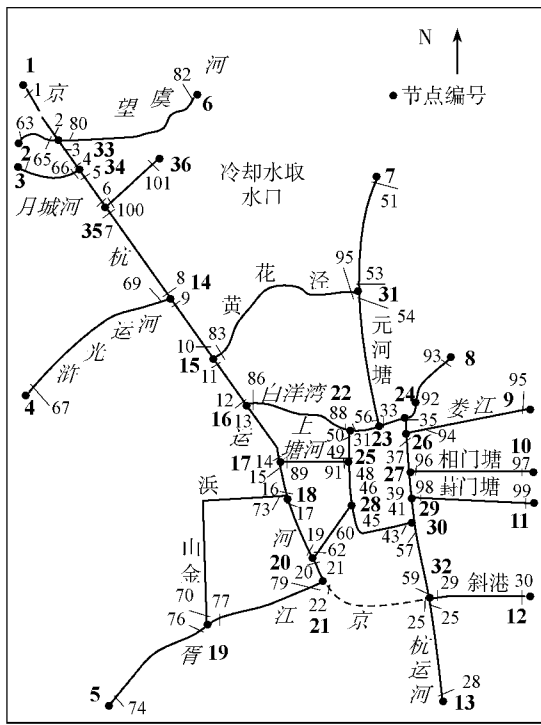 N
节点编号
1
1
京
望
虞
河
82
6
63
2
80
2
65
3
33
3
66
4
5
34
36
101
冷却水取
水口
月城河
6
100
35
7
杭
7
51
69
8
9
14
浒
光
运
河
4
67
黄
花
泾
95
53
31
54
元
河
塘
10
83
15
11
93
8
24
92
12
86
白洋湾
22
16
13
运
上
塘河
88
56
33
35
娄江
9
95
50
31
23
26
94
49
25
17
14
15
89
91
48
37
96
相门塘
10
97
27
浜
16
18
73
17
46
39
98
封门塘
99
28
45
41
29
11
60
43
30
57
山
金
河
19
62
20
20
21
79
70
77
江
22
21
京
32
59
29
斜港
30
25
25
12
76
胥
19
杭
运
河
5
74
28
13